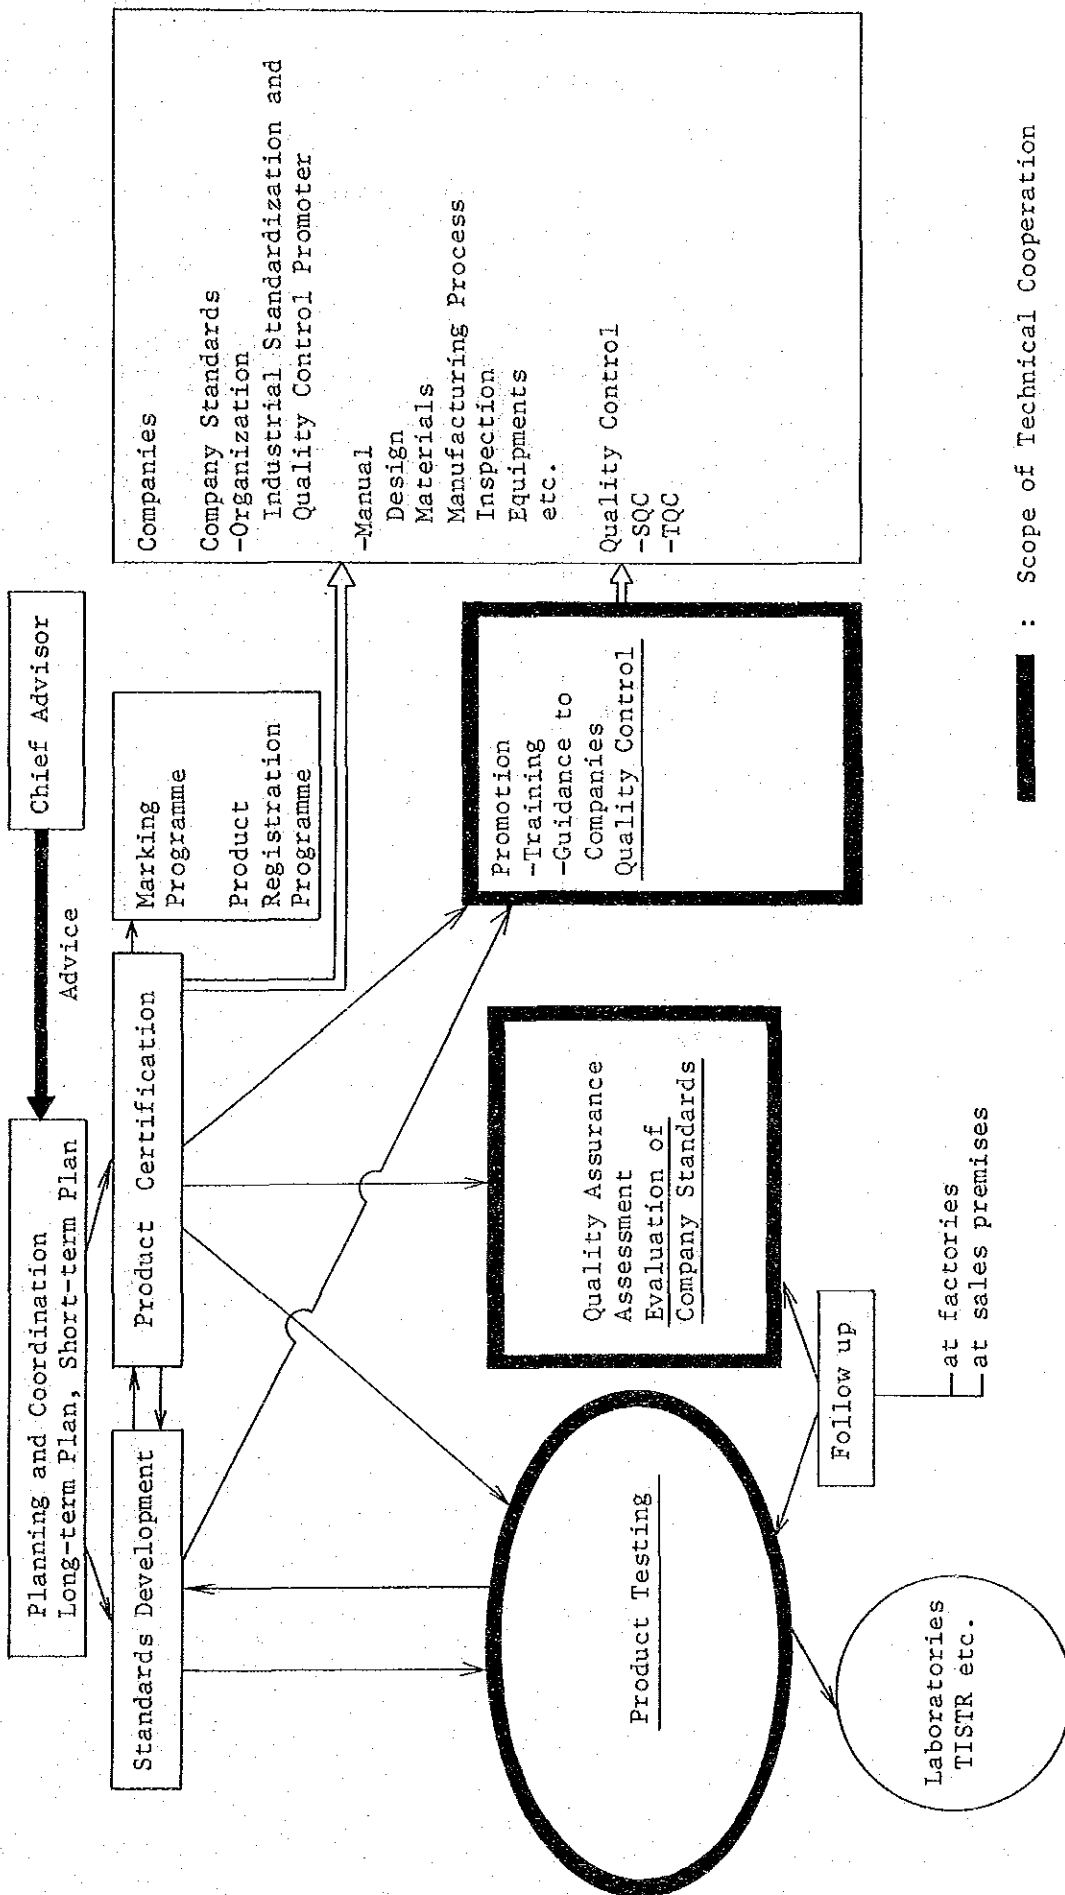 Planning and Coordination
Long-term Plan, Short-term Plan
Advice
Chief Advisor
Standards Development
Product Certification
Marking
Programme
Product
Registration
Programme
Companies
Company Standards
-Organization
Industrial Standardization and
Quality Control Promoter
-Manual
Design
Materials
Manufacturing Process
Inspection
Equipments
etc.
Quality Control
-SQC
-TQC
Product Testing
Quality Assurance
Assessment
Evaluation of
Company Standards
Promotion
-Training
-Guidance to
Companies
Quality Control
Laboratories
TISTR etc.
Follow up
at factories
at sales premises
: Scope of Technical Cooperation